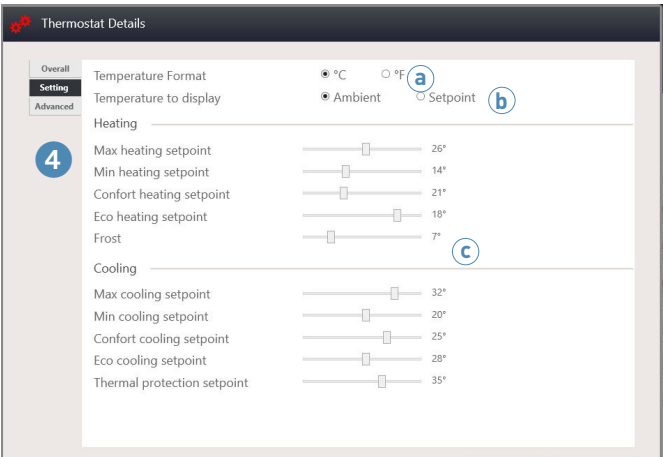 Thermostat Details
Overall
Setting
Advanced
4
Temperature Format °C °F a
Temperature to display Ambient Setpoint b
Heating
Max heating setpoint 26°
Min heating setpoint 14°
Confort heating setpoint 21°
Eco heating setpoint 18°
Frost 7°
c
Cooling
Max cooling setpoint 32°
Min cooling setpoint 20°
Confort cooling setpoint 25°
Eco cooling setpoint 28°
Thermal protection setpoint 35°